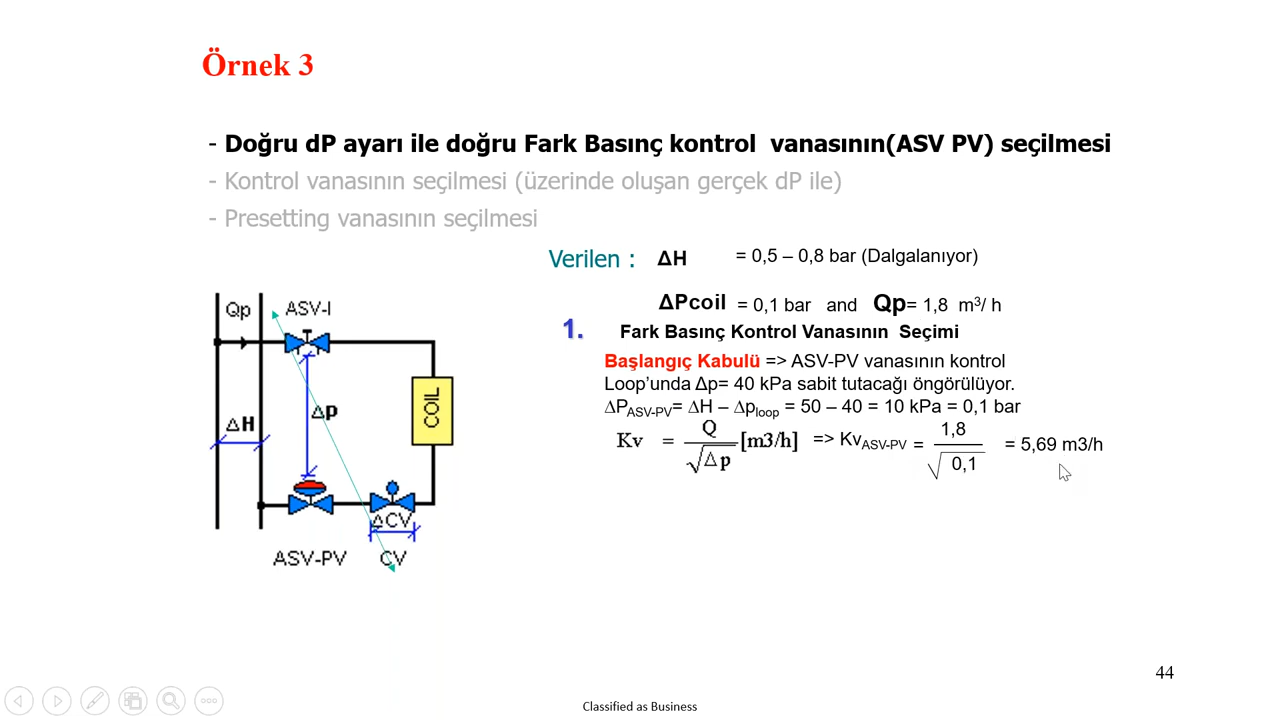 Örnek 3
- Doğru dP ayarı ile doğru Fark Basınç kontrol vanasının(ASV PV) seçilmesi
- Kontrol vanasının seçilmesi (üzerinde oluşan gerçek dP ile)
- Presetting vanasının seçilmesi
Verilen : ΔH = 0,5 – 0,8 bar (Dalgalanıyor)
ΔPcoil = 0,1 bar and Qp= 1,8 m3/ h
1. Fark Basınç Kontrol Vanasının Seçimi
Başlangıç Kabulü => ASV-PV vanasının kontrol
Loop’unda Δp= 40 kPa sabit tutacağı öngörülüyor.
ΔPASV-PV= ΔH – Δploop = 50 – 40 = 10 kPa = 0,1 bar
Kv = Q / √Δp [m3/h] => KvASV-PV = 1,8 / √0,1 = 5,69 m3/h
Qp
ASV-I
COIL
Δp
ΔH
ΔCV
ASV-PV
CV
44
Classified as Business